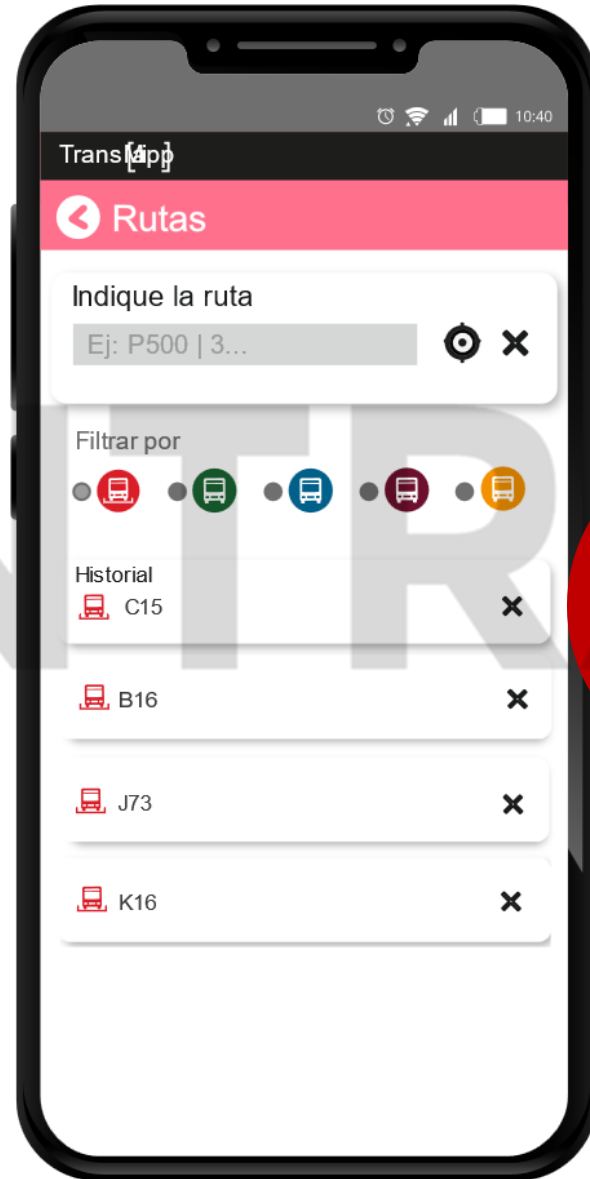 10:40
Rutas
Indique la ruta
Ej: P500 | 3...
Filtrar por
Historial
C15
B16
J73
K16